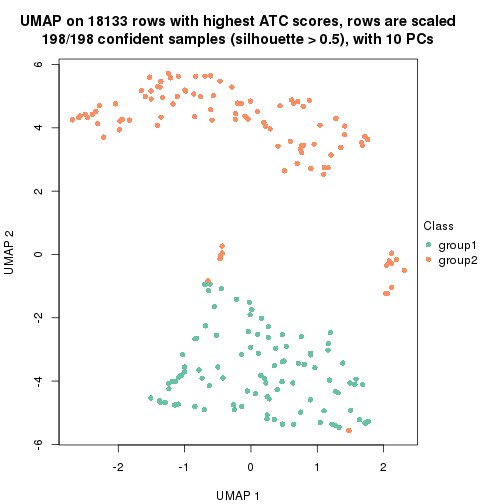 UMAP on 18133 rows with highest ATC scores, rows are scaled
198/198 confident samples (silhouette > 0.5), with 10 PCs
6
4
2
0
-2
-4
-6
UMAP 2
-2
-1
0
1
2
UMAP 1
Class
group1
group2